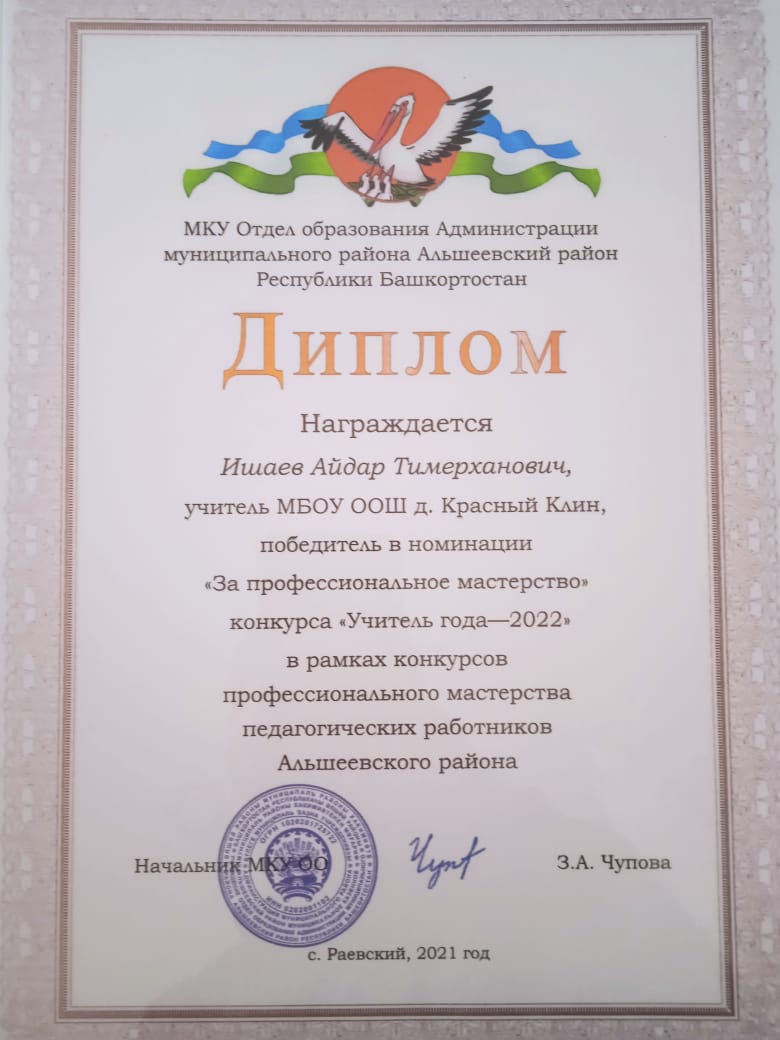 МКУ Отдел образования Администрации
муниципального района Альшеевский район
Республики Башкортостан
Диплом
Награждается
Ишаев Айдар Тимерханович,
учитель МБОУ ООШ д. Красный Клин,
победитель в номинации
«За профессиональное мастерство»
конкурса «Учитель года—2022»
в рамках конкурсов
профессионального мастерства
педагогических работников
Альшеевского района
Начальник МКУ ОО
З.А. Чупова
с. Раевский, 2021 год